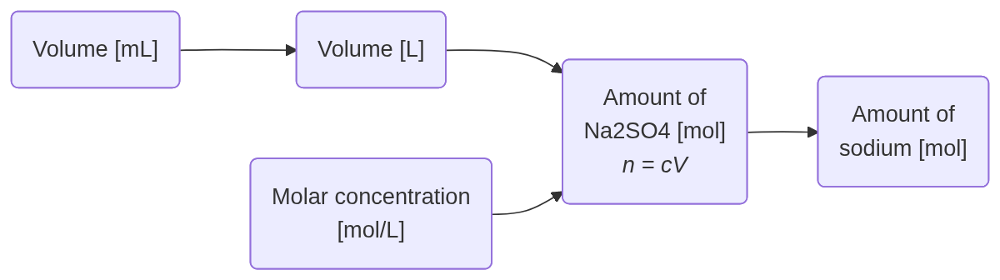 Volume [mL]
Volume [L]
Molar concentration
[mol/L]
Amount of
Na2SO4 [mol]
n = cV
Amount of
sodium [mol]